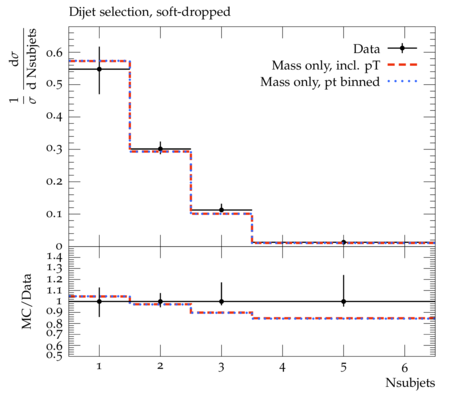 Dijet selection, soft-dropped
1/σ dσ/d Nsubjets
Data
Mass only, incl. pT
Mass only, pt binned
0.6
0.5
0.4
0.3
0.2
0.1
0
MC/Data
1.4
1.3
1.2
1.1
1
0.9
0.8
0.7
0.6
0.5
1 2 3 4 5 6
Nsubjets